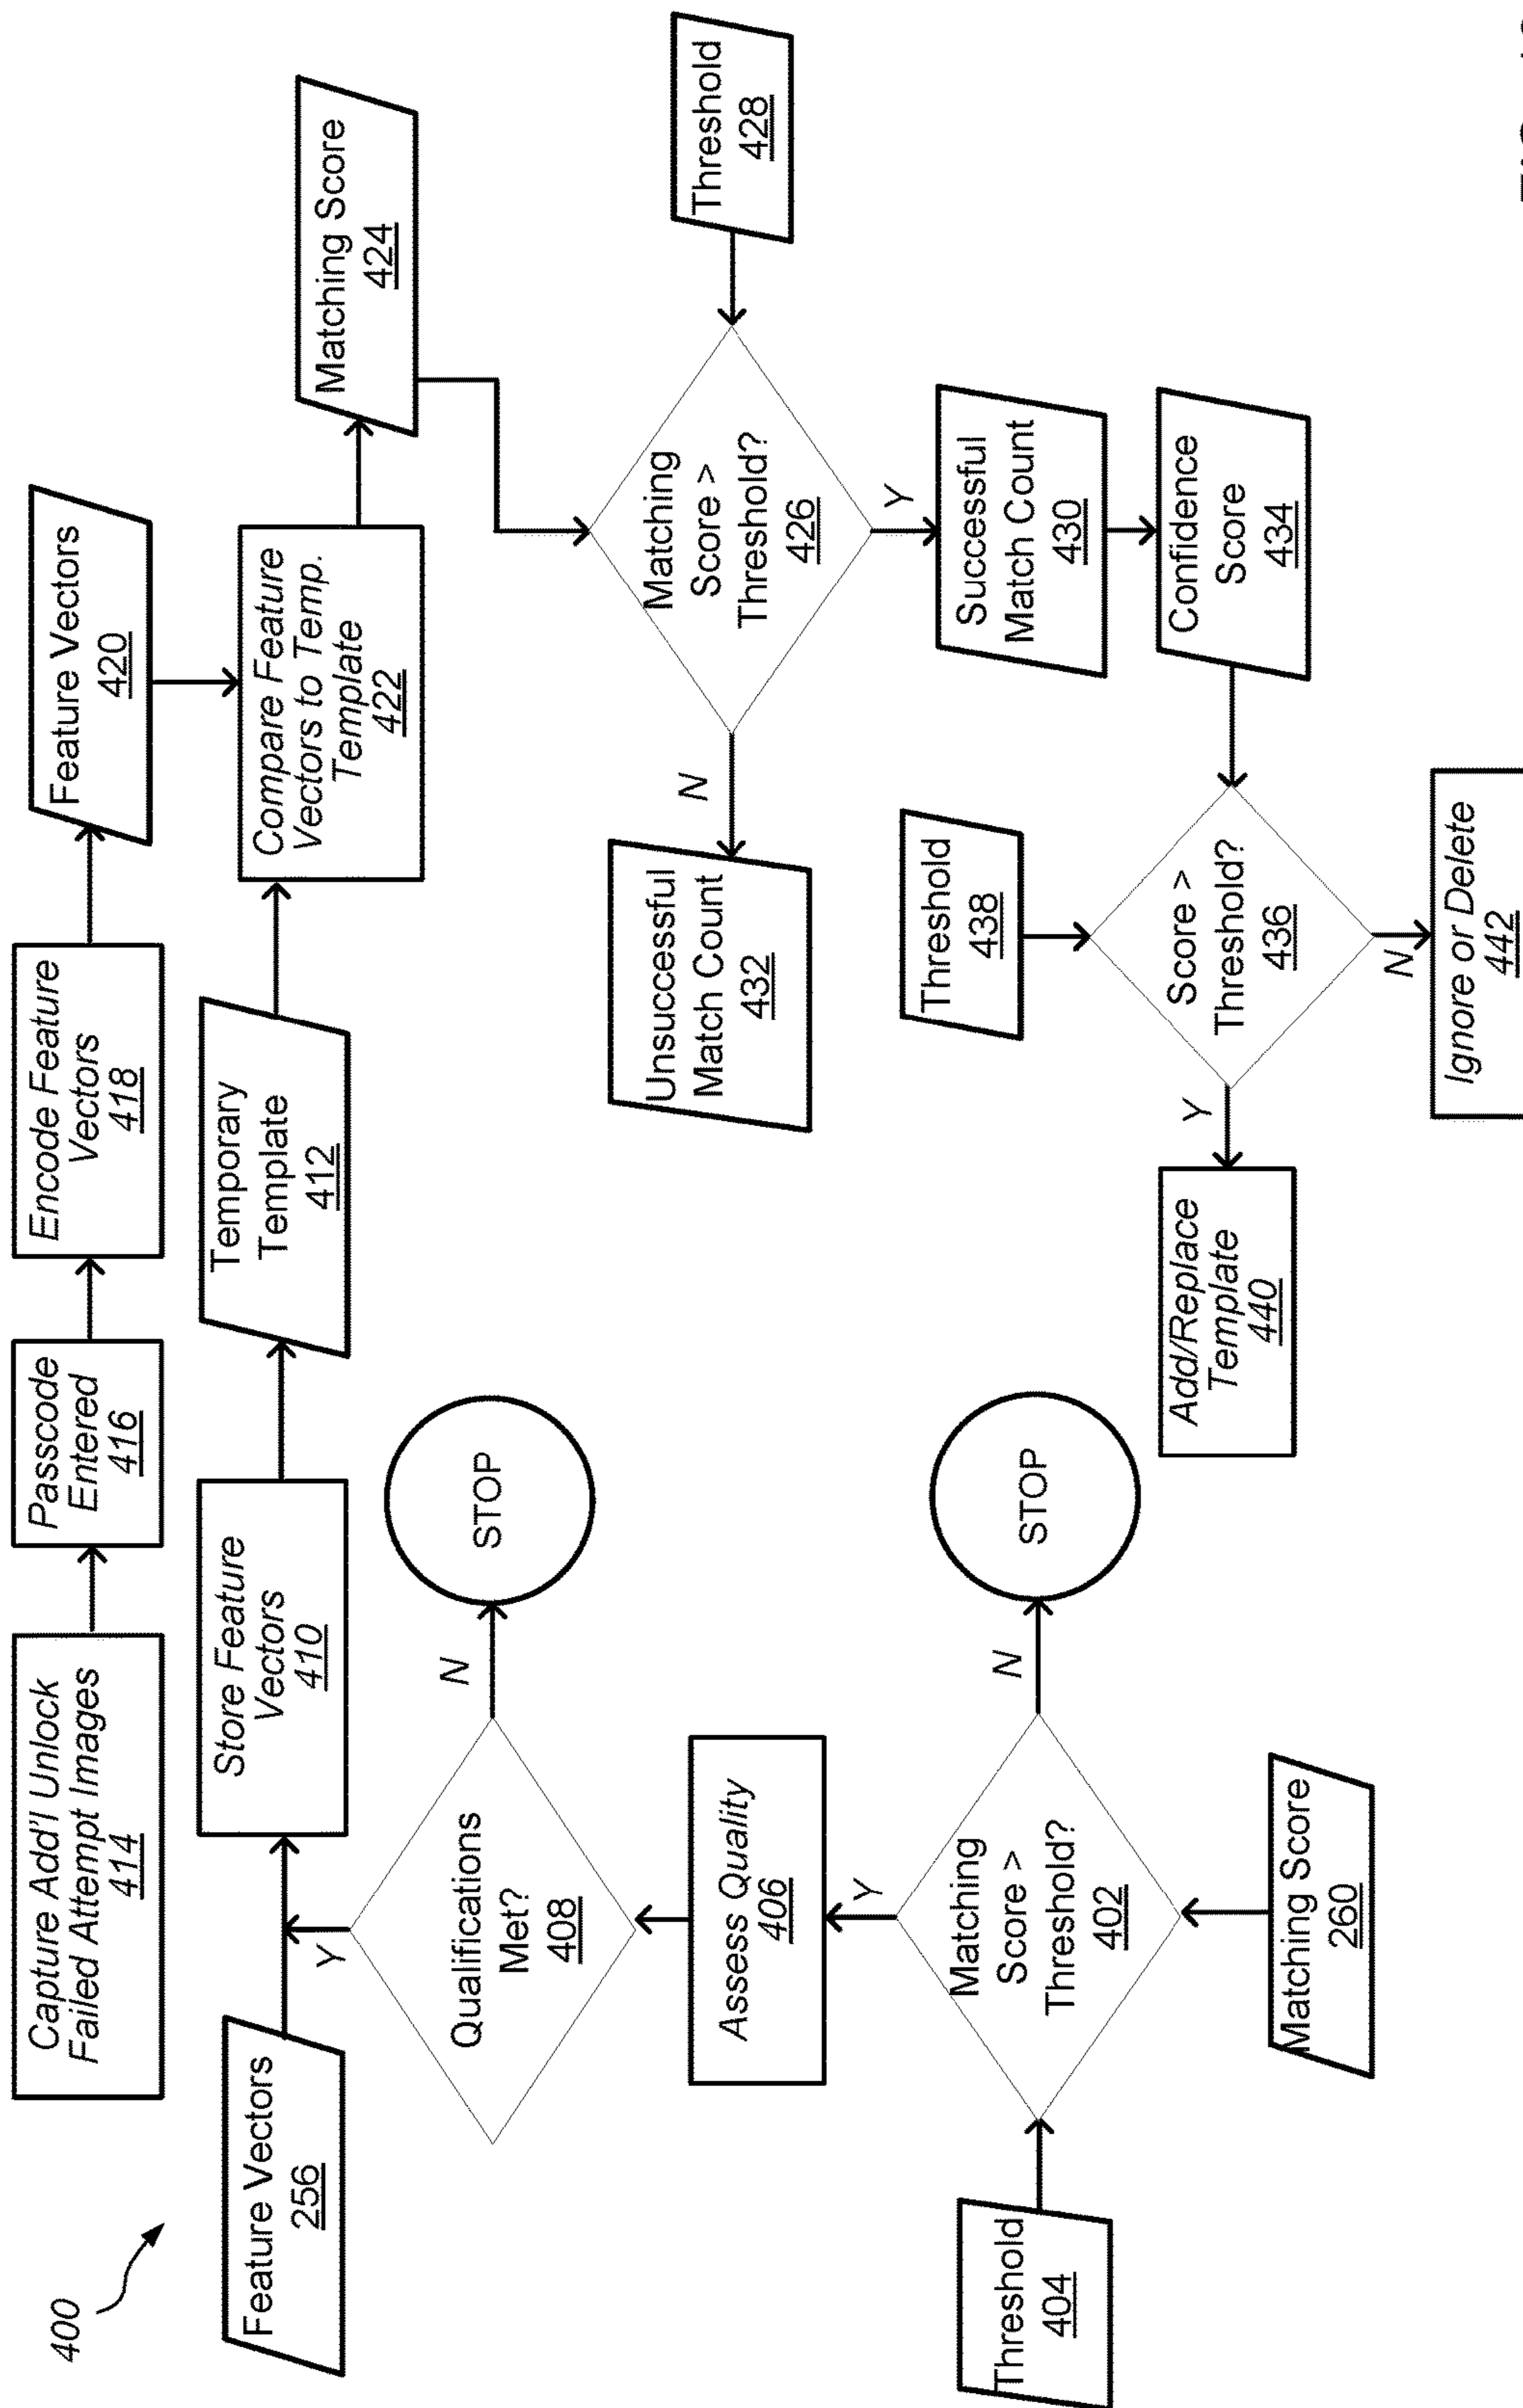 400
Capture Add'l Unlock
Failed Attempt Images
414
Passcode
Entered
416
Encode Feature
Vectors
418
Feature Vectors
420
Feature Vectors
256
Store Feature
Vectors
410
Temporary
Template
412
Compare Feature
Vectors to Temp.
Template
422
Matching Score
424
Y
Qualifications
Met?
408
N
STOP
Assess Quality
406
Y
Threshold
404
Matching
Score >
Threshold?
402
N
STOP
Matching Score
260
Matching
Score >
Threshold?
426
Threshold
428
N
Unsuccessful
Match Count
432
Y
Successful
Match Count
430
Confidence
Score
434
Threshold
438
Score >
Threshold?
436
Y
Add/Replace
Template
440
N
Ignore or Delete
442